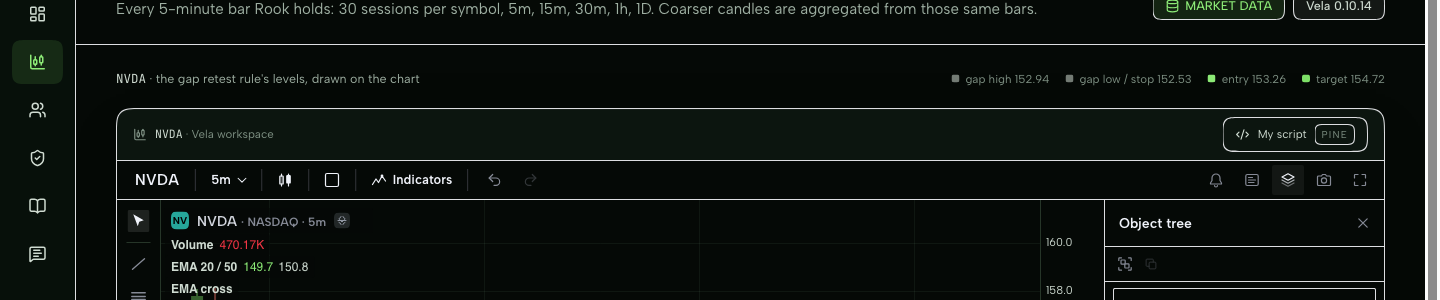 Every 5-minute bar Rook holds: 30 sessions per symbol, 5m, 15m, 30m, 1h, 1D. Coarser candles are aggregated from those same bars.
MARKET DATA
Vela 0.10.14
NVDA · the gap retest rule's levels, drawn on the chart
gap high 152.94
gap low / stop 152.53
entry 153.26
target 154.72
NVDA · Vela workspace
My script PINE
NVDA
5m
Indicators
NV NVDA · NASDAQ · 5m
Object tree
Volume 470.17K
160.0
EMA 20 / 50 149.7 150.8
EMA cross
158.0